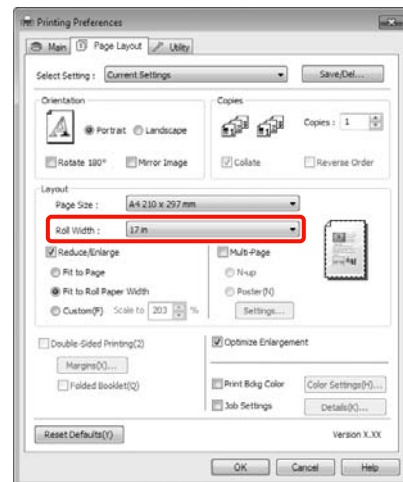 Printing Preferences
Main Page Layout Utility
Select Setting : Current Settings Save/Del...
Orientation
Portrait Landscape
Rotate 180° Mirror Image
Copies
Copies : 1
Collate Reverse Order
Layout
Page Size : A4 210 x 297 mm
Roll Width : 17 in
Reduce/Enlarge
Fit to Page
Fit to Roll Paper Width
Custom(P) Scale to 203 %
Multi-Page
N-up
Poster(N)
Settings...
Double-Sided Printing(2)
Margins(X)...
Folded Booklet(Q)
Optimize Enlargement
Print Bckg Color Color Settings(H)...
Job Settings Details(K)...
Reset Defaults(Y) Version X.XX
OK Cancel Help